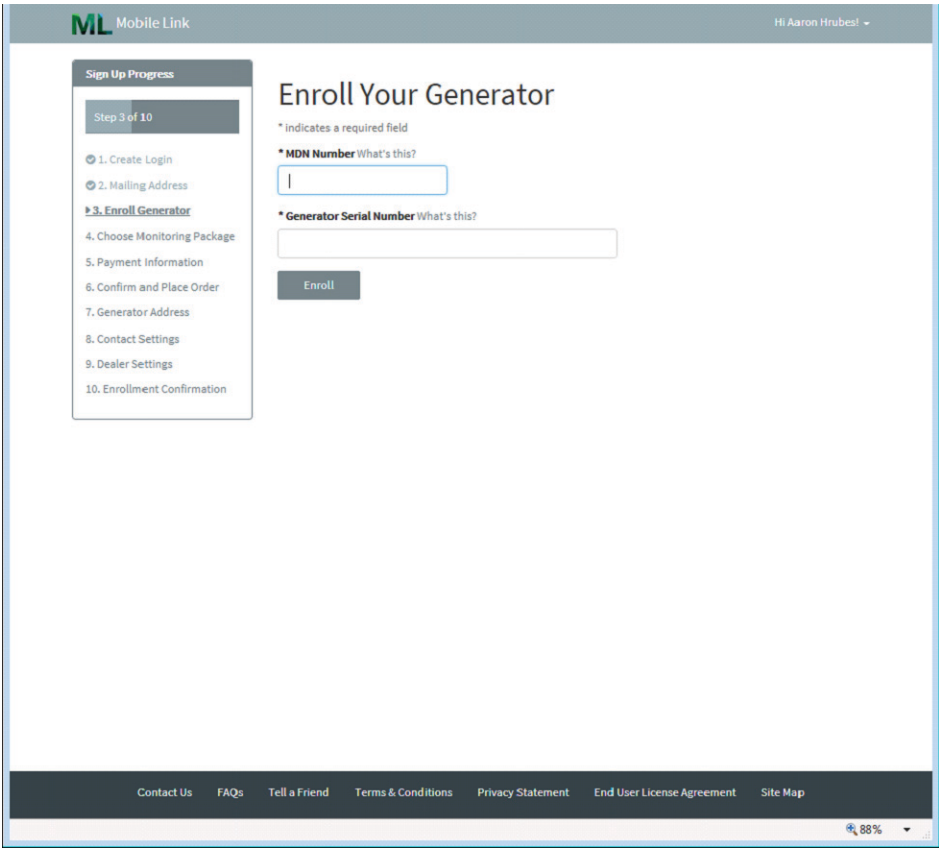 ML Mobile Link
Hi Aaron Hrubes!
Sign Up Progress
Step 3 of 10
1. Create Login
2. Mailing Address
3. Enroll Generator
4. Choose Monitoring Package
5. Payment Information
6. Confirm and Place Order
7. Generator Address
8. Contact Settings
9. Dealer Settings
10. Enrollment Confirmation
Enroll Your Generator
* indicates a required field
* MDN Number What's this?
* Generator Serial Number What's this?
Enroll
Contact Us FAQs Tell a Friend Terms & Conditions Privacy Statement End User License Agreement Site Map
88%